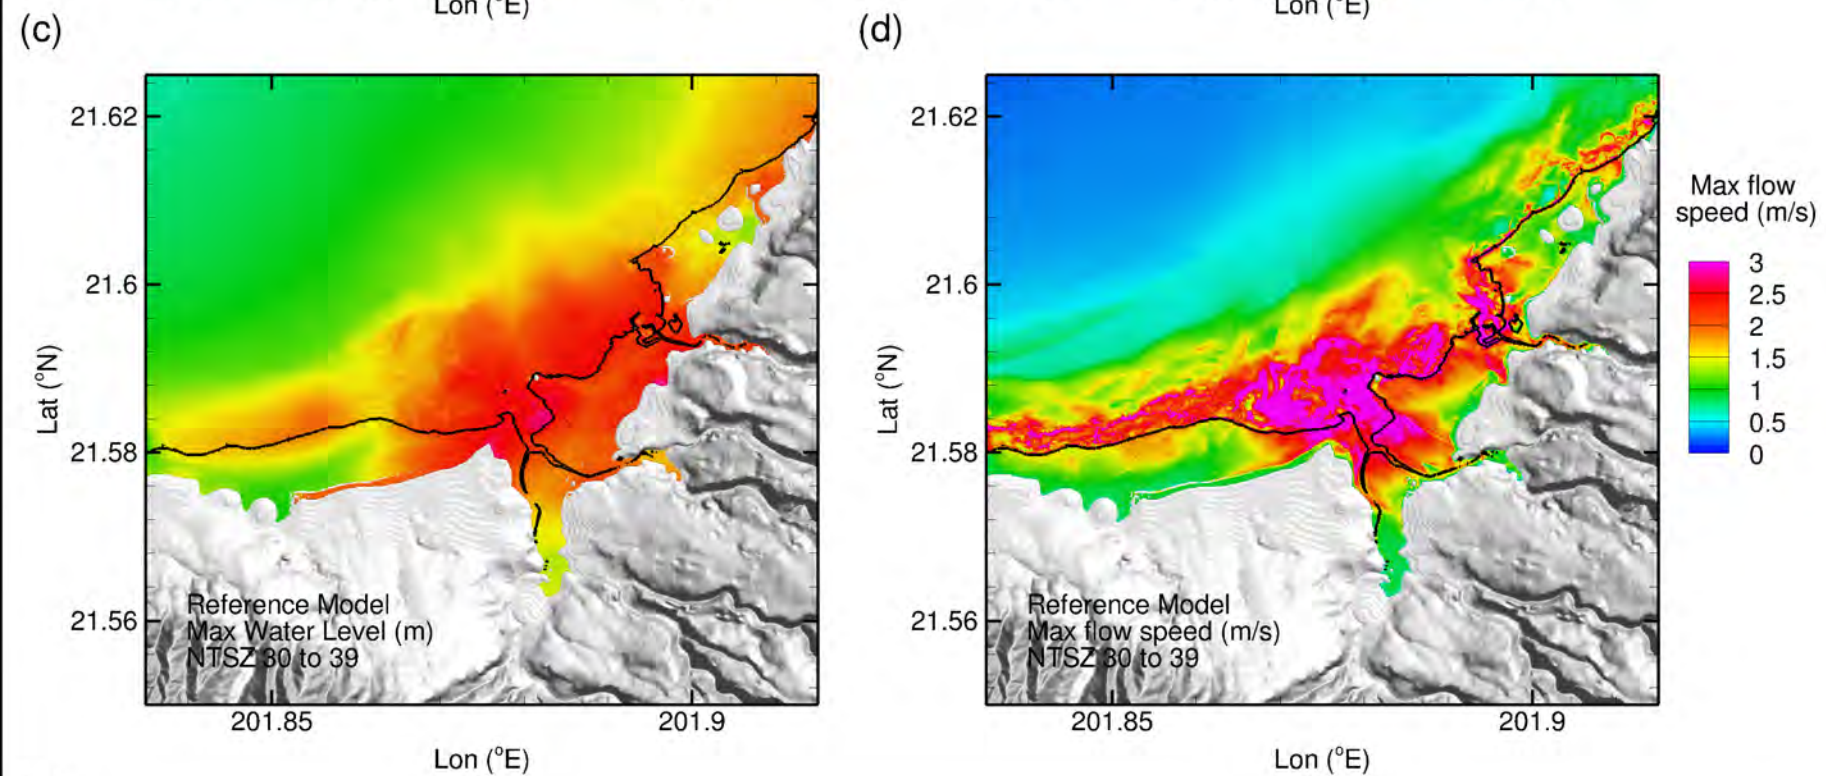 Lon (°E)
Lon (°E)
(c)
(d)
21.62
21.6
21.58
21.56
Lat (°N)
Reference Model
Max Water Level (m)
NTSZ 30 to 39
201.85
201.9
Lon (°E)
21.62
21.6
21.58
21.56
Lat (°N)
Reference Model
Max flow speed (m/s)
NTSZ 30 to 39
201.85
201.9
Lon (°E)
Max flow
speed (m/s)
3
2.5
2
1.5
1
0.5
0